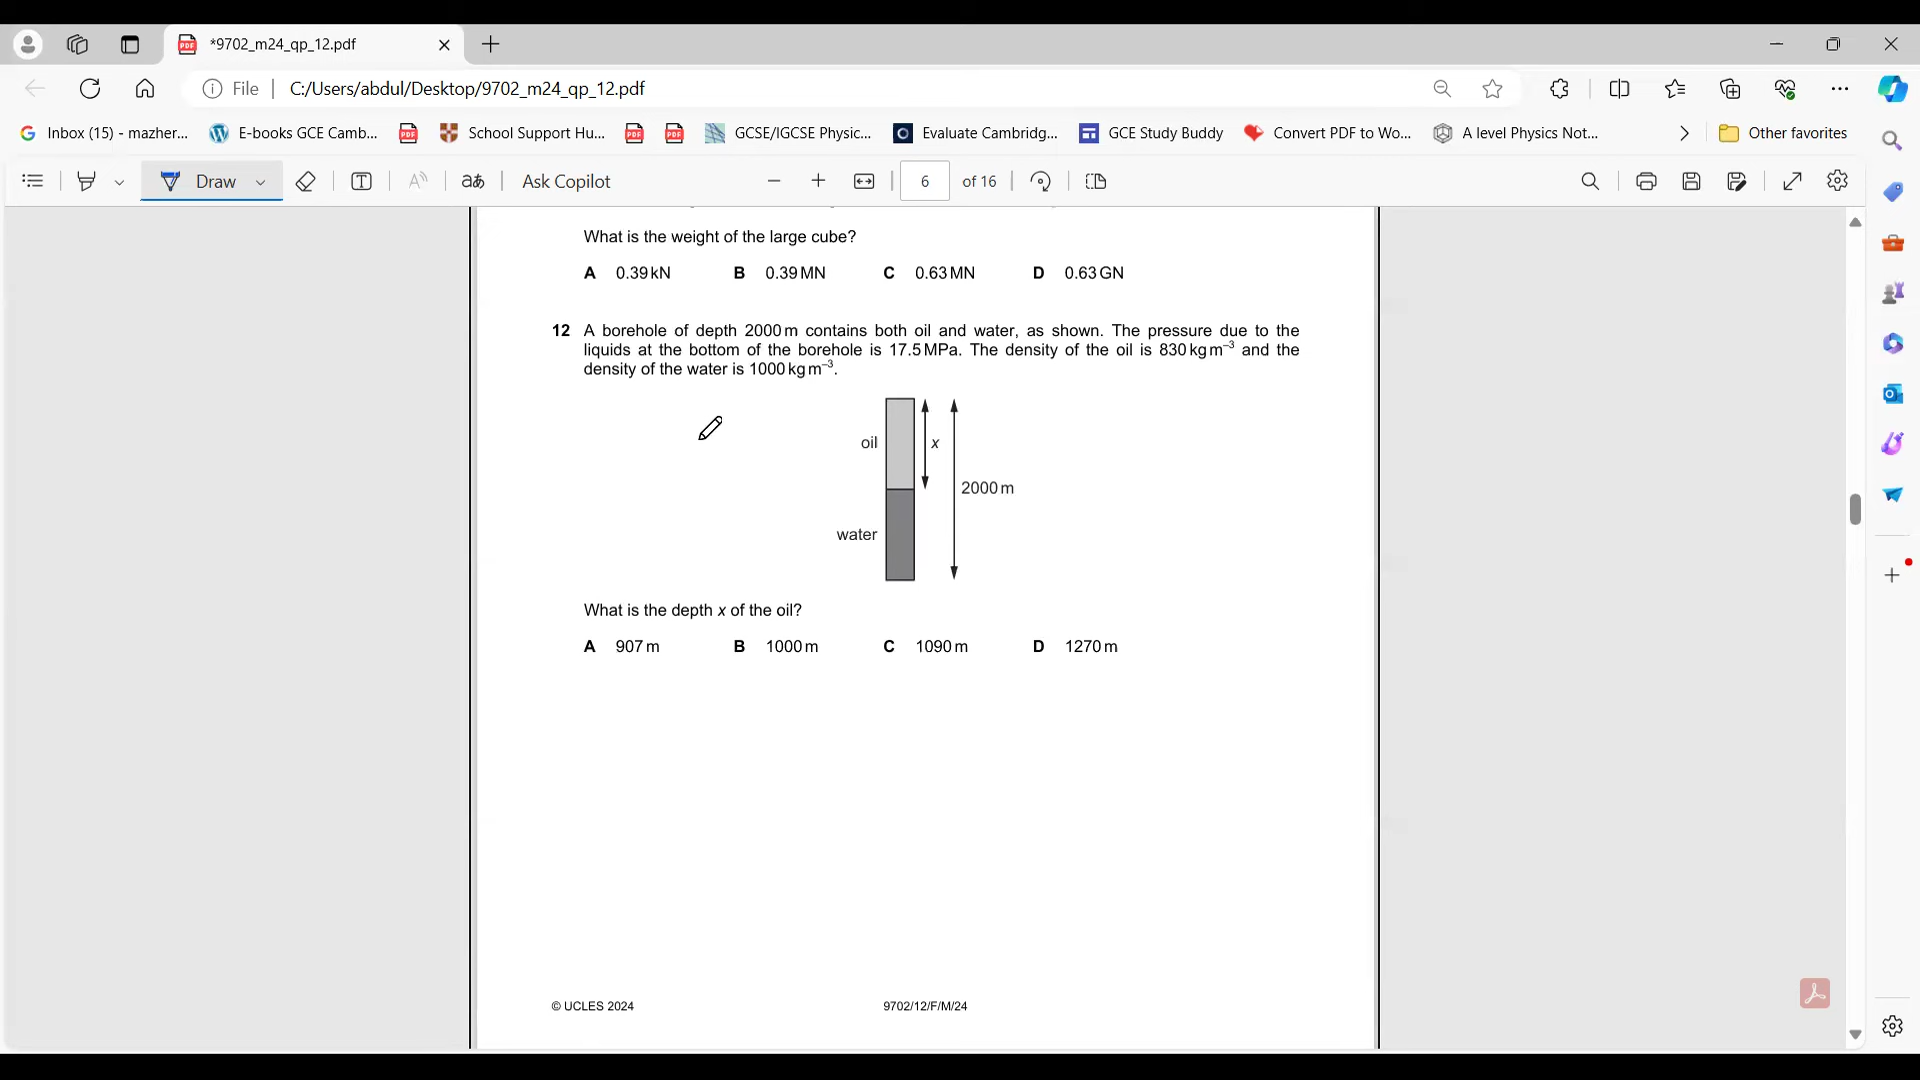 *9702_m24_qp_12.pdf
File
C:/Users/abdul/Desktop/9702_m24_qp_12.pdf
Inbox (15) - mazher...
E-books GCE Camb...
School Support Hu...
GCSE/IGCSE Physic...
Evaluate Cambridg...
GCE Study Buddy
Convert PDF to Wo...
A level Physics Not...
Other favorites
Draw
Ask Copilot
6 of 16
What is the weight of the large cube?
A 0.39 kN B 0.39 MN C 0.63 MN D 0.63 GN
12 A borehole of depth 2000 m contains both oil and water, as shown. The pressure due to the
liquids at the bottom of the borehole is 17.5 MPa. The density of the oil is 830 kg m⁻³ and the
density of the water is 1000 kg m⁻³.
oil
x
2000 m
water
What is the depth x of the oil?
A 907 m B 1000 m C 1090 m D 1270 m
© UCLES 2024
9702/12/F/M/24